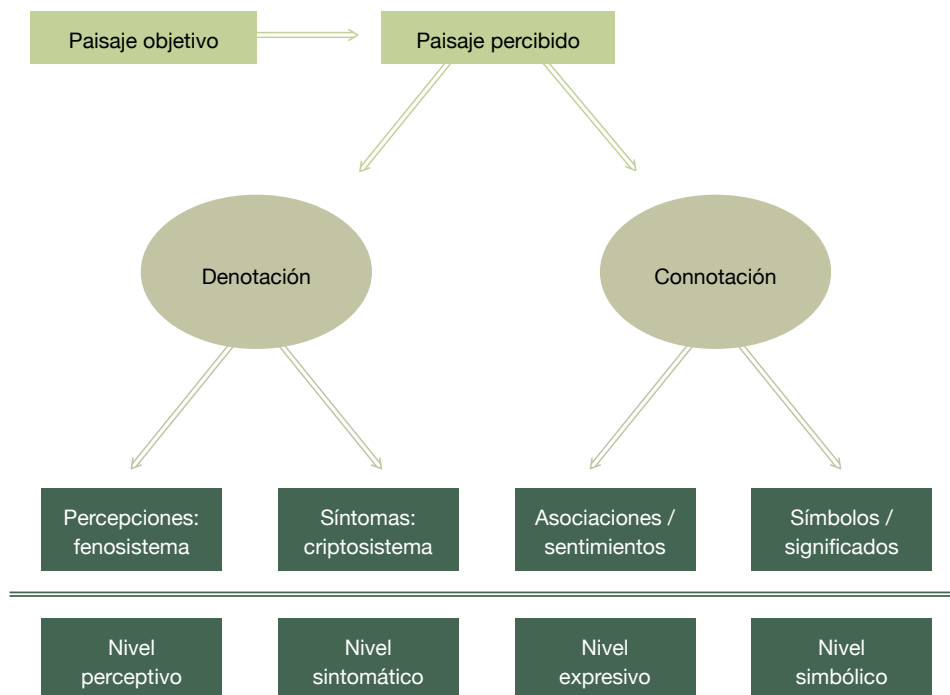 Paisaje objetivo
Paisaje percibido
Denotación
Connotación
Percepciones:
fenosistema
Síntomas:
criptosistema
Asociaciones /
sentimientos
Símbolos /
significados
Nivel
perceptivo
Nivel
sintomático
Nivel
expresivo
Nivel
simbólico